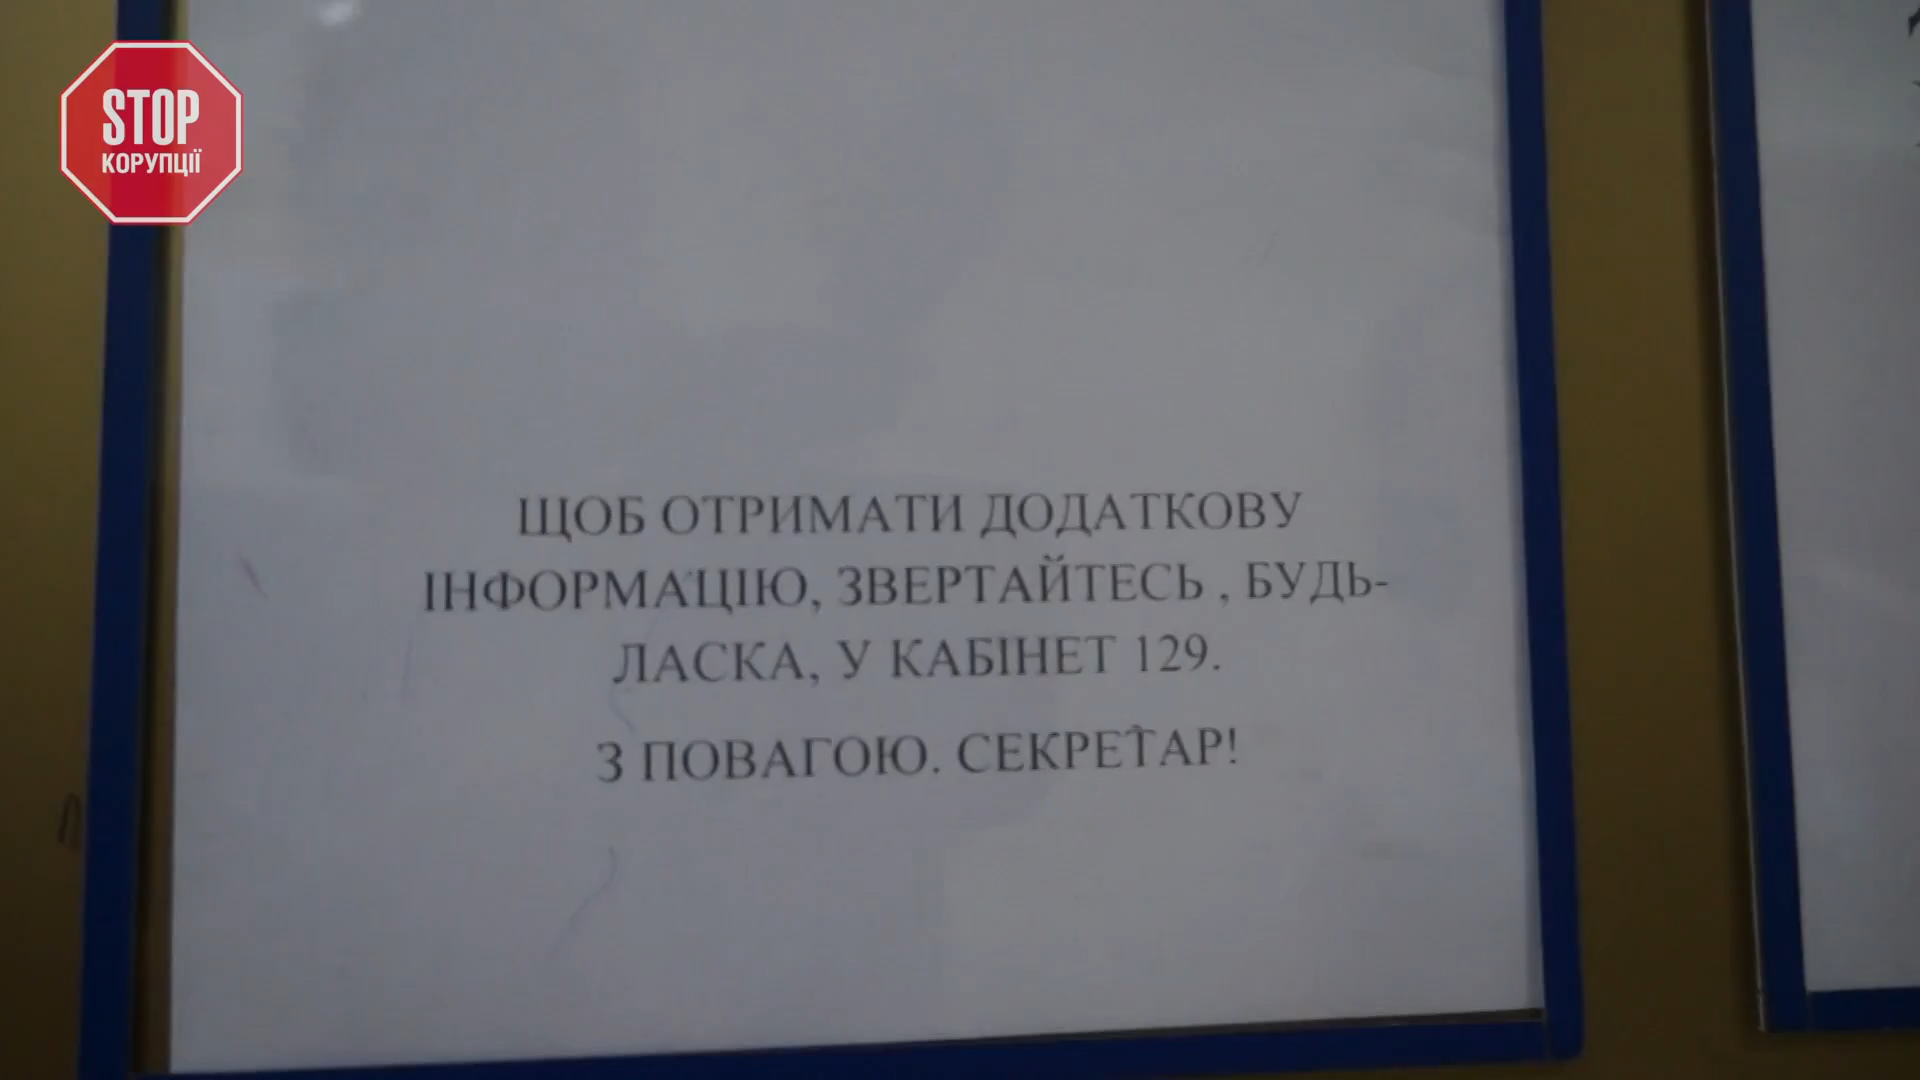 STOP
КОРУПЦІЇ
ЩОБ ОТРИМАТИ ДОДАТКОВУ
ІНФОРМАЦІЮ, ЗВЕРТАЙТЕСЬ , БУДЬ-
ЛАСКА, У КАБІНЕТ 129.
З ПОВАГОЮ. СЕКРЕТАР!